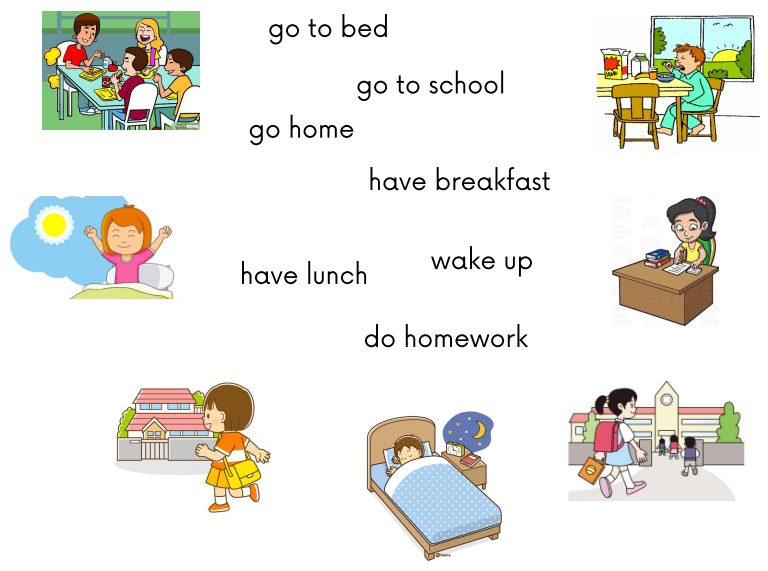 go to bed
go to school
go home
have breakfast
wake up
have lunch
do homework